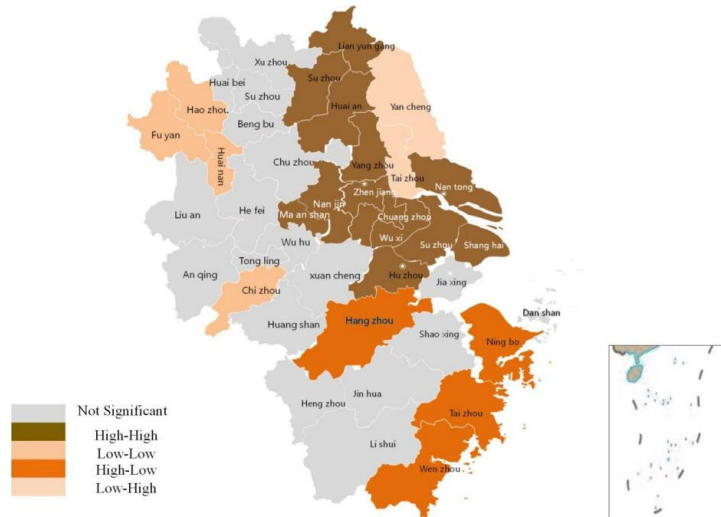 Lian yun gang
Xu zhou
Su zhou
Huai bei
Su zhou
Huai an
Yan cheng
Hao zhou
Beng bu
Fu yan
Huai nan
Chu zhou
Yang zhou
Tai zhou
Zhen jiang
Nan tong
Nan jin
Ma an shan
Chuang zhou
Liu an
He fei
Wu hu
Wu xi
Su zhou
Shang hai
Tong ling
xuan cheng
Hu zhou
Jia xing
An qing
Chi zhou
Huang shan
Hang zhou
Shao xing
Dan shan
Ning bo
Heng zhou
Jin hua
Tai zhou
Li shui
Wen zhou
Not Significant
High-High
Low-Low
High-Low
Low-High